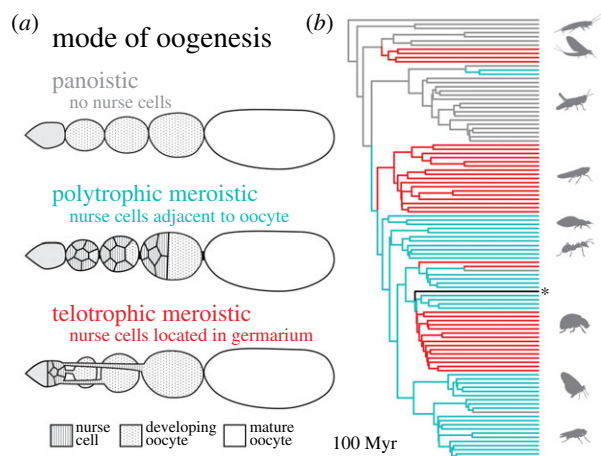 (a)
mode of oogenesis
panoistic
no nurse cells
polytrophic meroistic
nurse cells adjacent to oocyte
telotrophic meroistic
nurse cells located in germarium
nurse cell
developing oocyte
mature oocyte
(b)
*
100 Myr